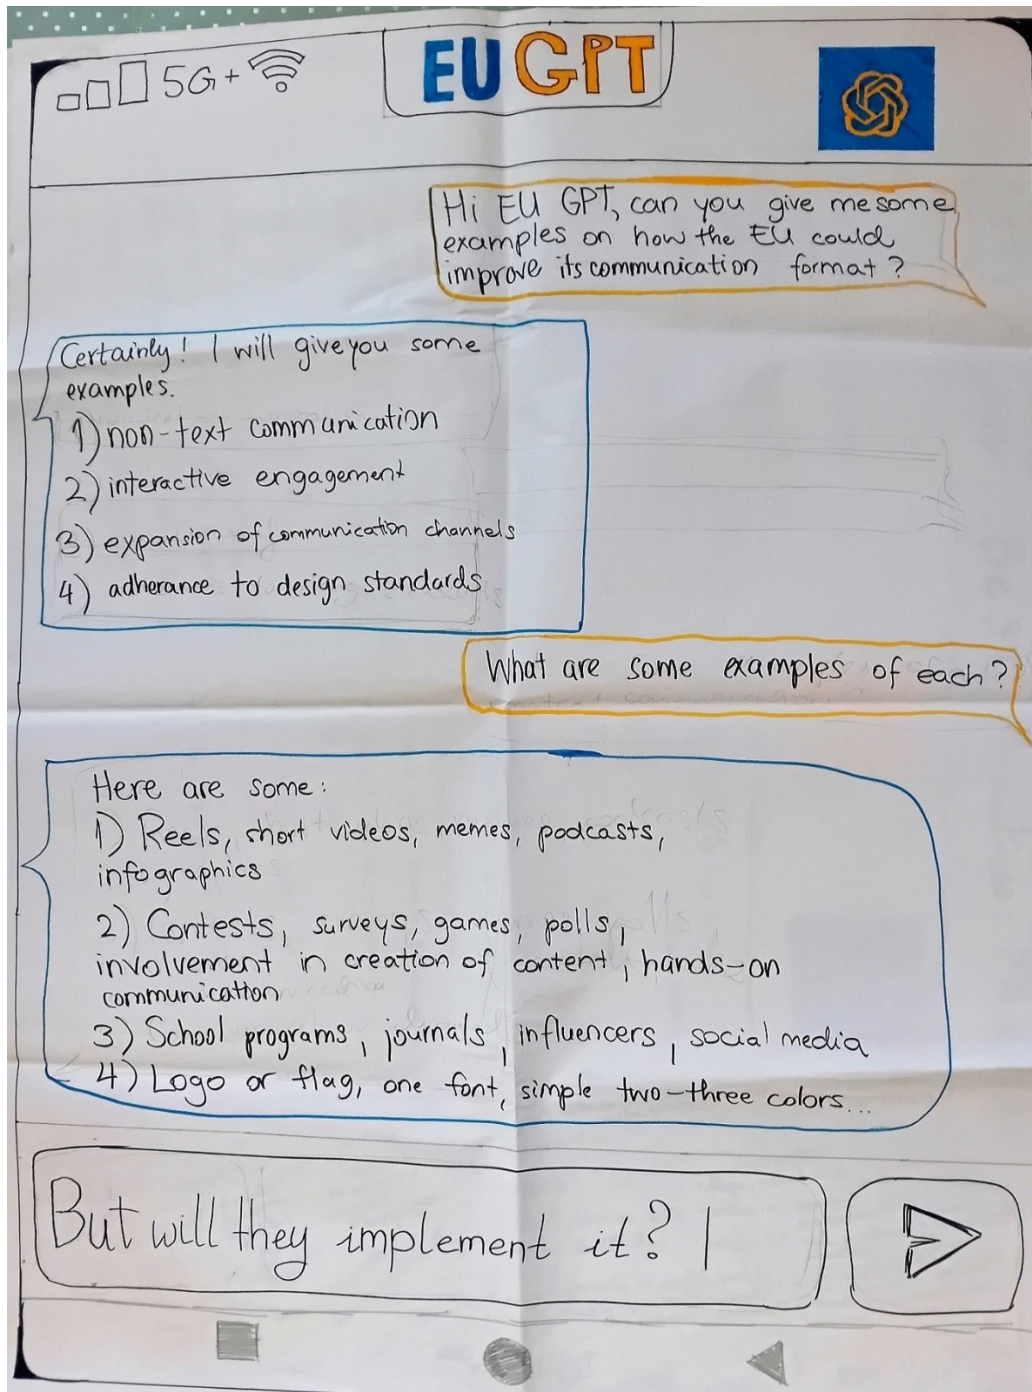 5G+
EU GPT
Hi EU GPT, can you give me some
examples on how the EU could
improve its communication format?
Certainly! I will give you some
examples.
1) non-text communication
2) interactive engagement
3) expansion of communication channels
4) adherance to design standards
What are some examples of each?
Here are some:
1) Reels, short videos, memes, podcasts,
infographics
2) Contests, surveys, games, polls,
involvement in creation of content, hands-on
communication
3) School programs, journals, influencers, social media
4) Logo or flag, one font, simple two-three colors...
But will they implement it? |